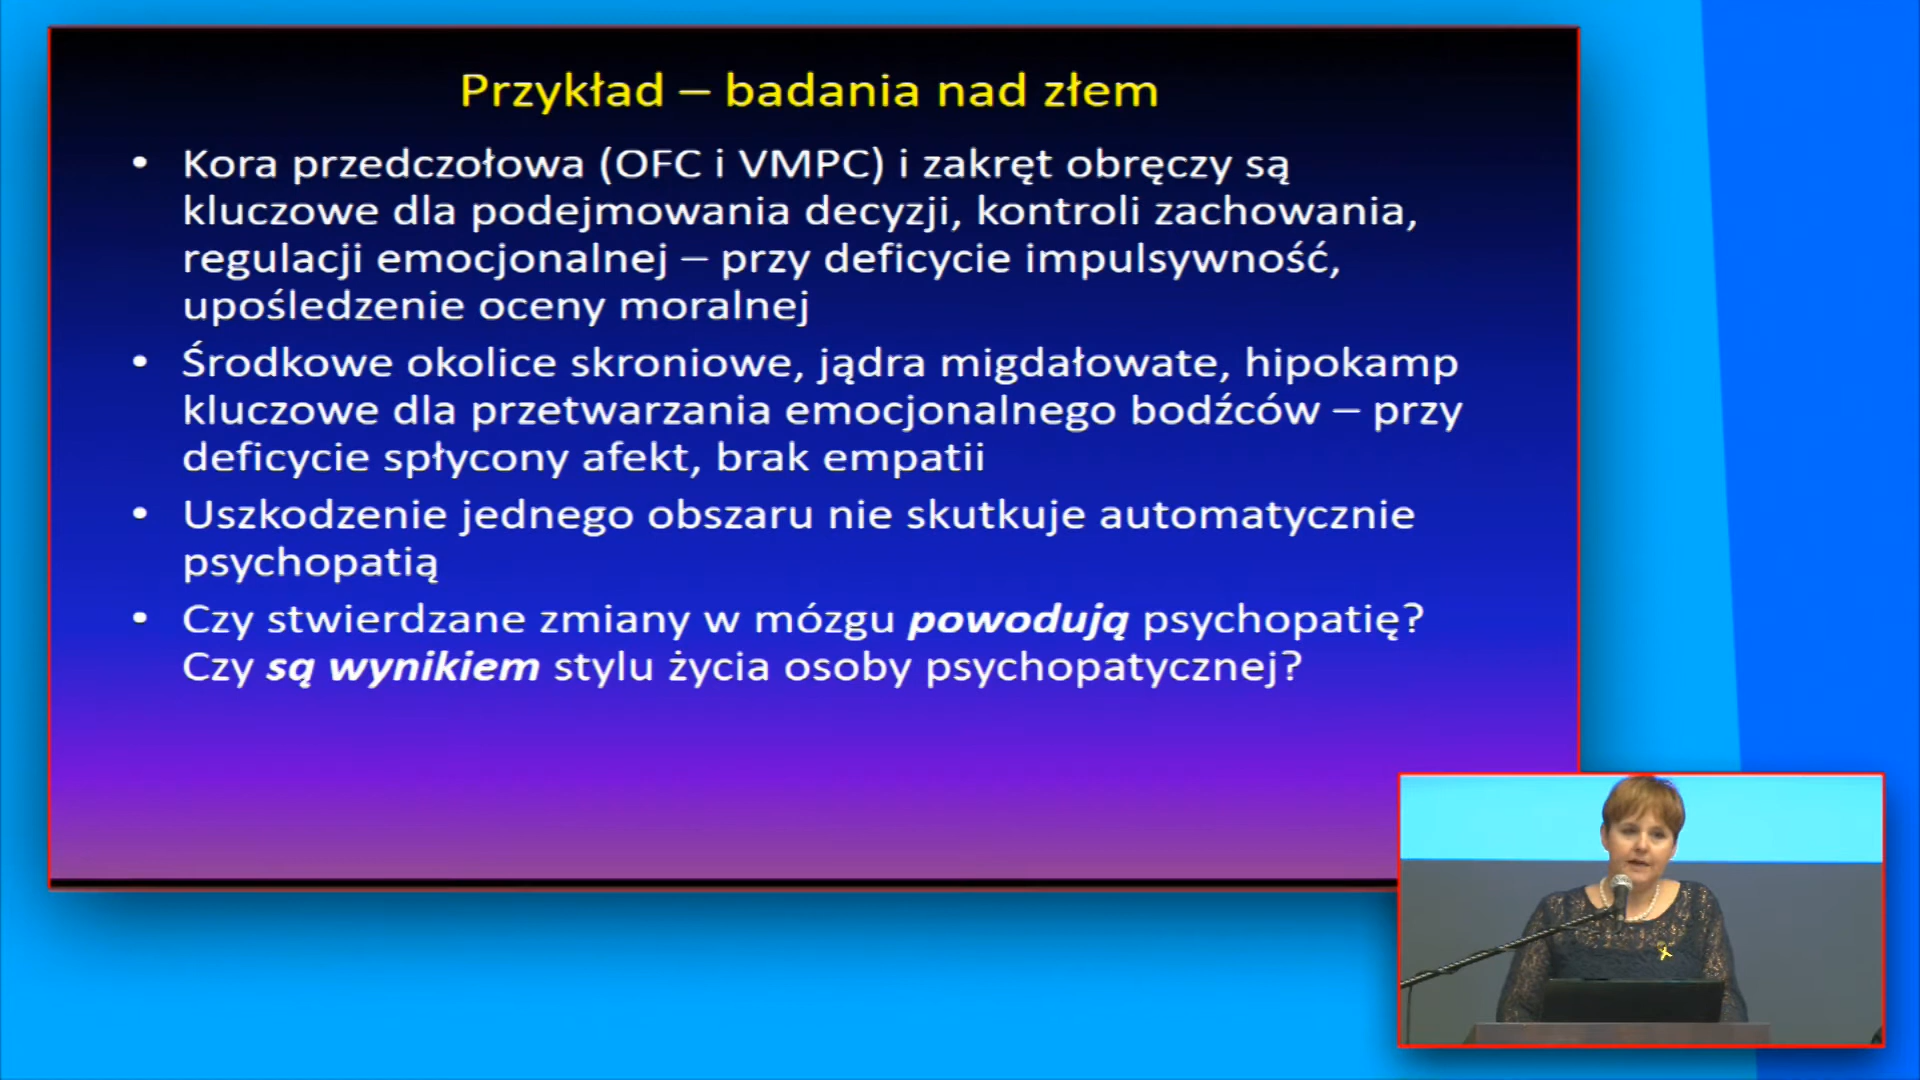 Przykład – badania nad złem
• Kora przedczołowa (OFC i VMPC) i zakręt obręczy są
kluczowe dla podejmowania decyzji, kontroli zachowania,
regulacji emocjonalnej – przy deficycie impulsywność,
upośledzenie oceny moralnej
• Środkowe okolice skroniowe, jądra migdałowate, hipokamp
kluczowe dla przetwarzania emocjonalnego bodźców – przy
deficycie spłycony afekt, brak empatii
• Uszkodzenie jednego obszaru nie skutkuje automatycznie
psychopatią
• Czy stwierdzane zmiany w mózgu powodują psychopatię?
Czy są wynikiem stylu życia osoby psychopatycznej?